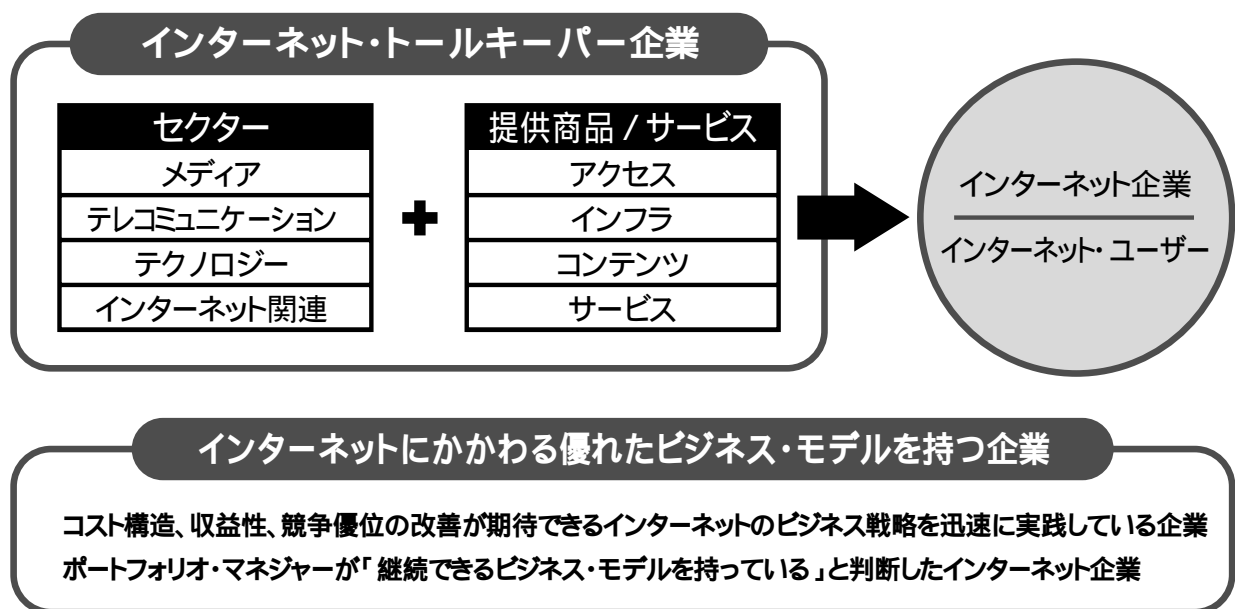 インターネット・トールキーパー企業
セクター
メディア
テレコミュニケーション
テクノロジー
インターネット関連
+
提供商品 / サービス
アクセス
インフラ
コンテンツ
サービス
インターネット企業
インターネット・ユーザー
インターネットにかかわる優れたビジネス・モデルを持つ企業
コスト構造、収益性、競争優位の改善が期待できるインターネットのビジネス戦略を迅速に実践している企業
ポートフォリオ・マネジャーが「継続できるビジネス・モデルを持っている」と判断したインターネット企業